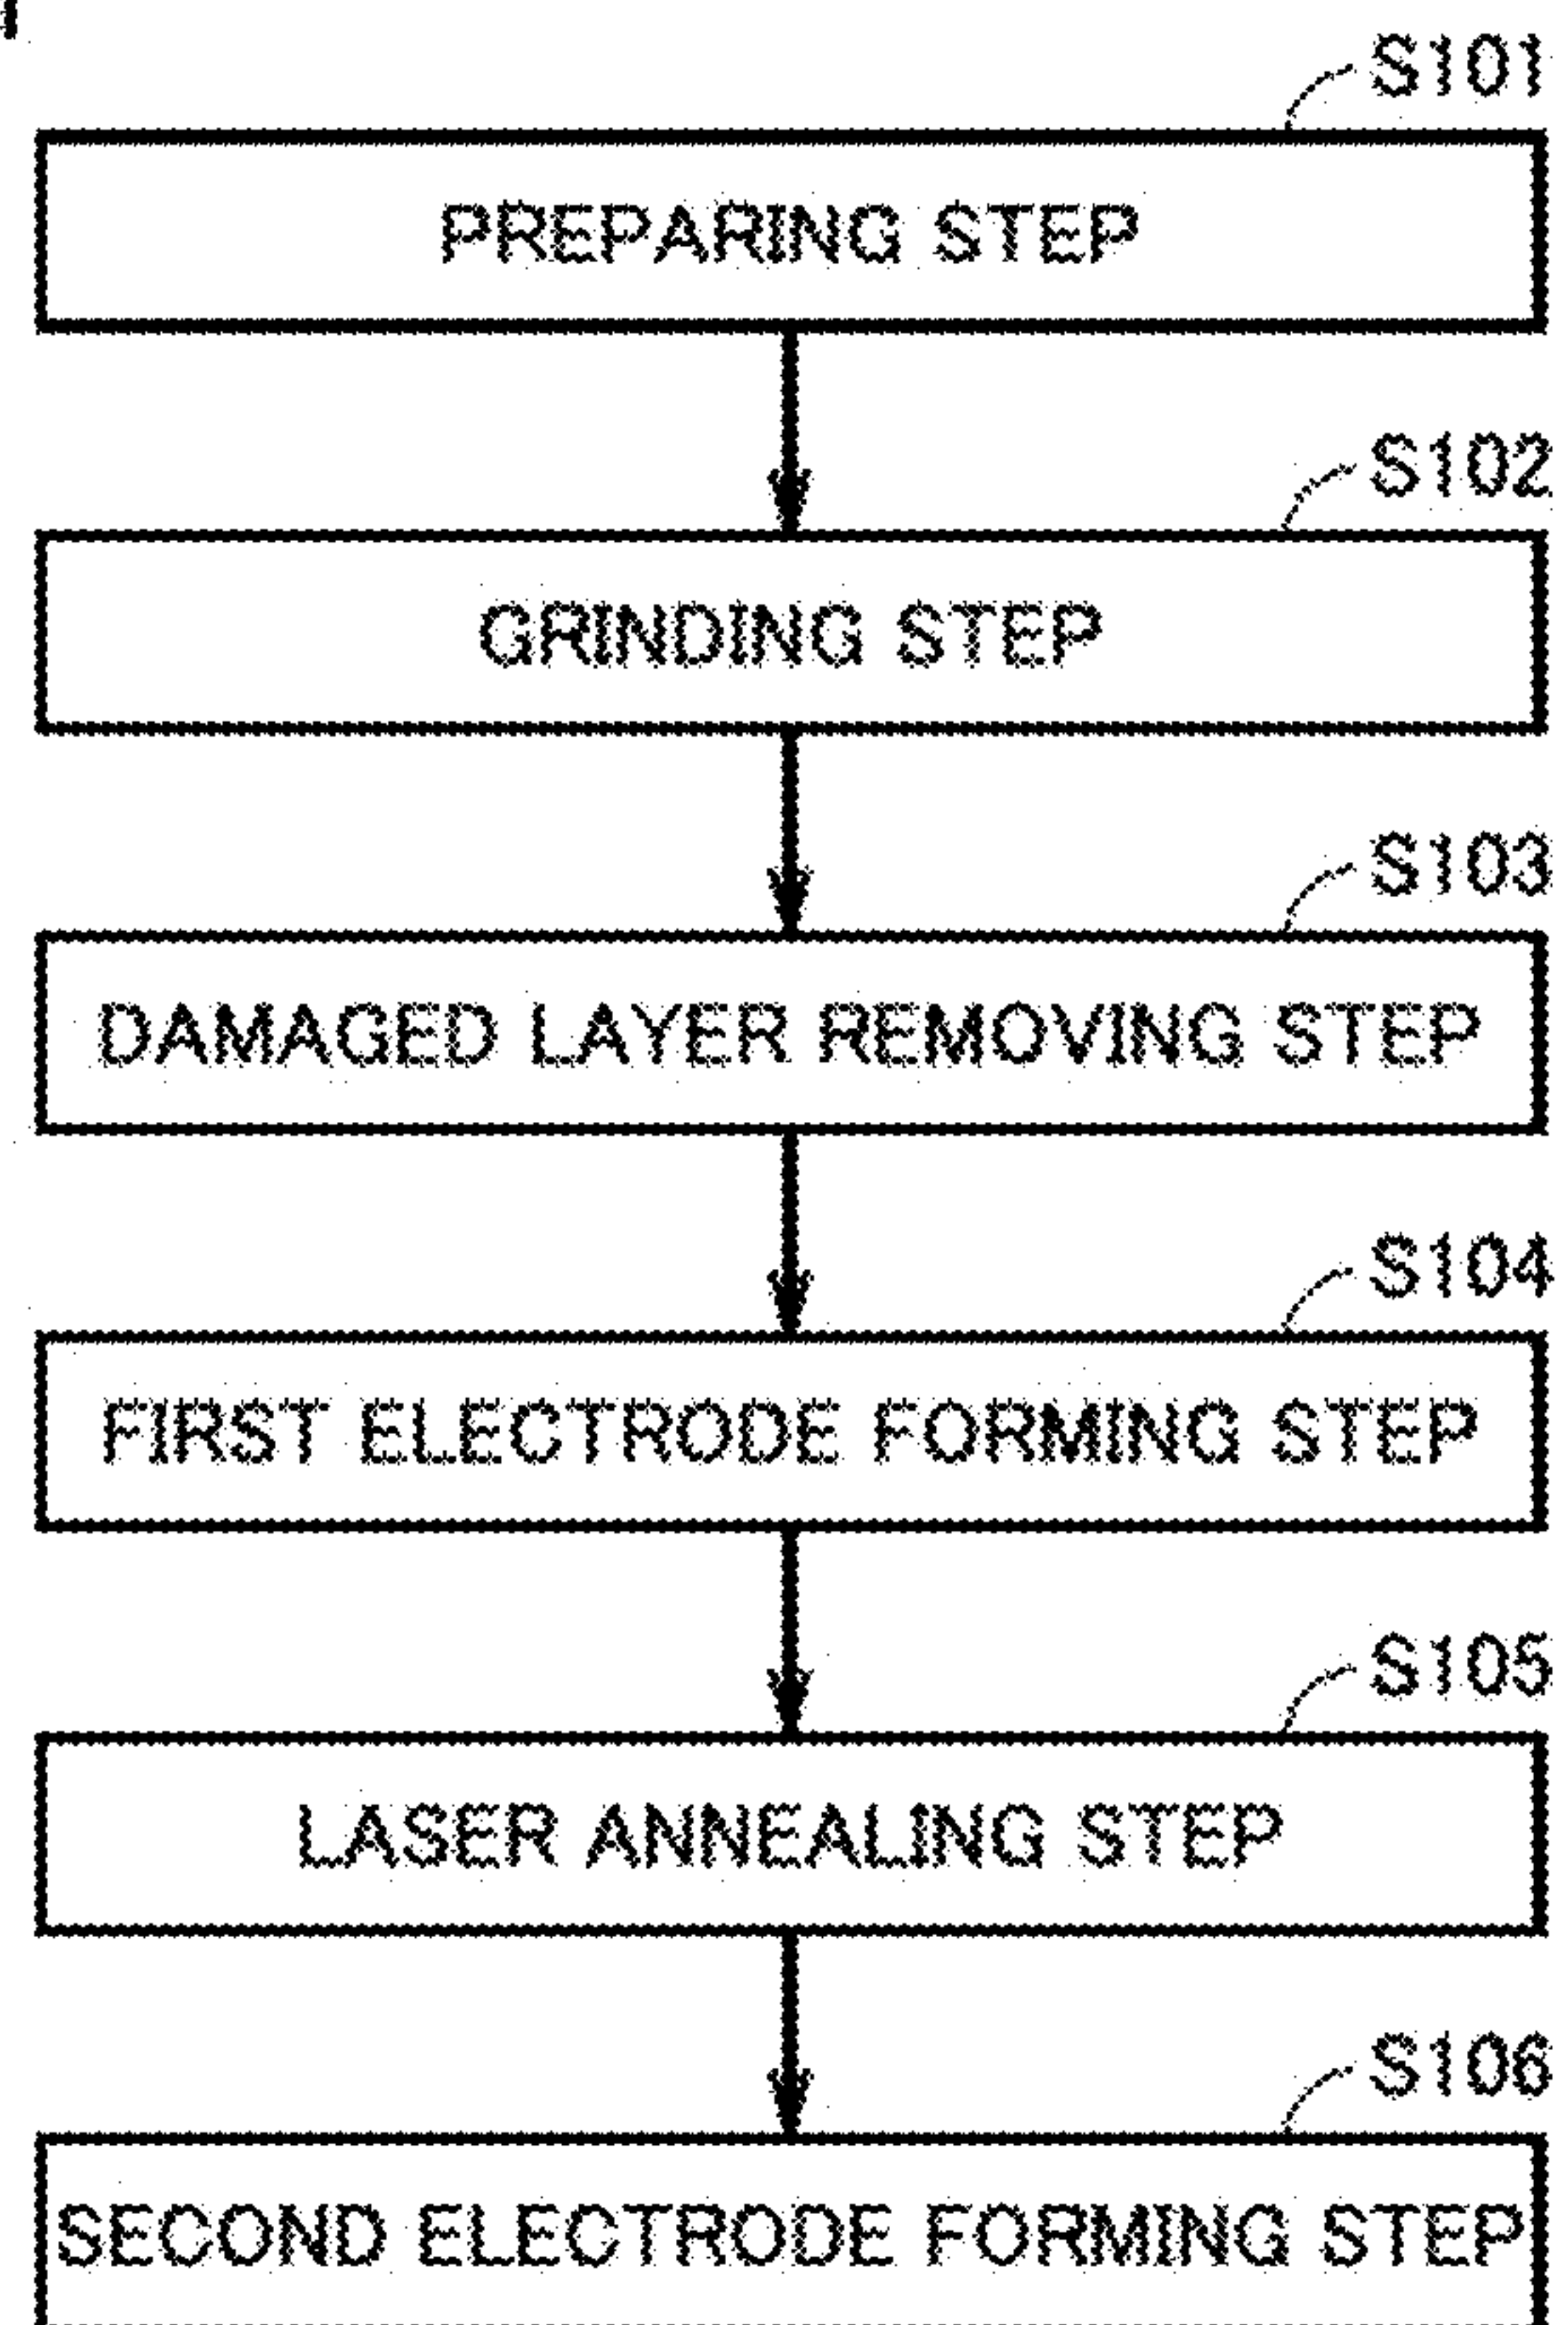 S101
PREPARING STEP
S102
GRINDING STEP
S103
DAMAGED LAYER REMOVING STEP
S104
FIRST ELECTRODE FORMING STEP
S105
LASER ANNEALING STEP
S106
SECOND ELECTRODE FORMING STEP